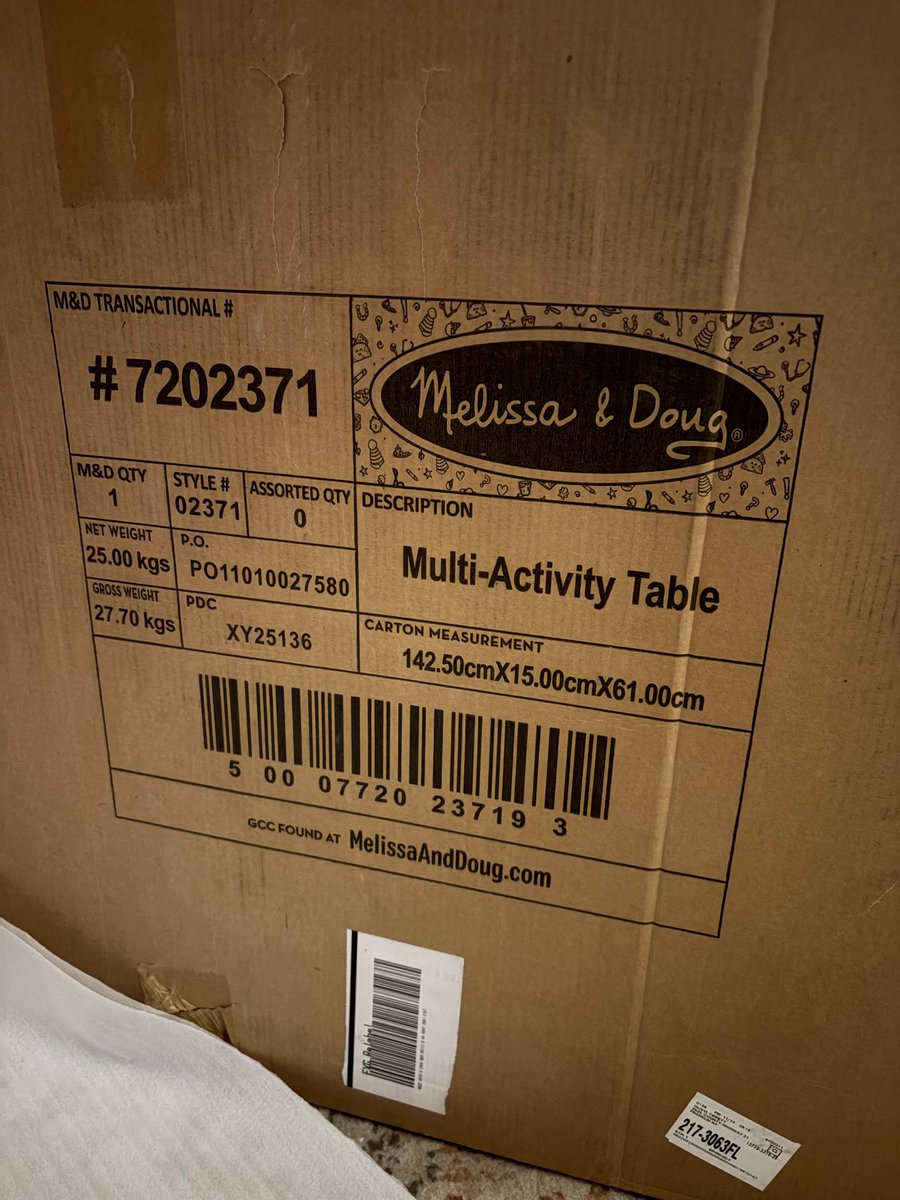 M&D TRANSACTIONAL #
#7202371
Melissa & Doug®
M&D QTY
1
STYLE #
02371
ASSORTED QTY
0
NET WEIGHT
25.00 kgs
P.O.
PO11010027580
GROSS WEIGHT
27.70 kgs
PDC
XY25136
DESCRIPTION
Multi-Activity Table
CARTON MEASUREMENT
142.50cmX15.00cmX61.00cm
5 00 07720 23719 3
GCC FOUND AT MelissaAndDoug.com
FXG Relabel
217-3063FL